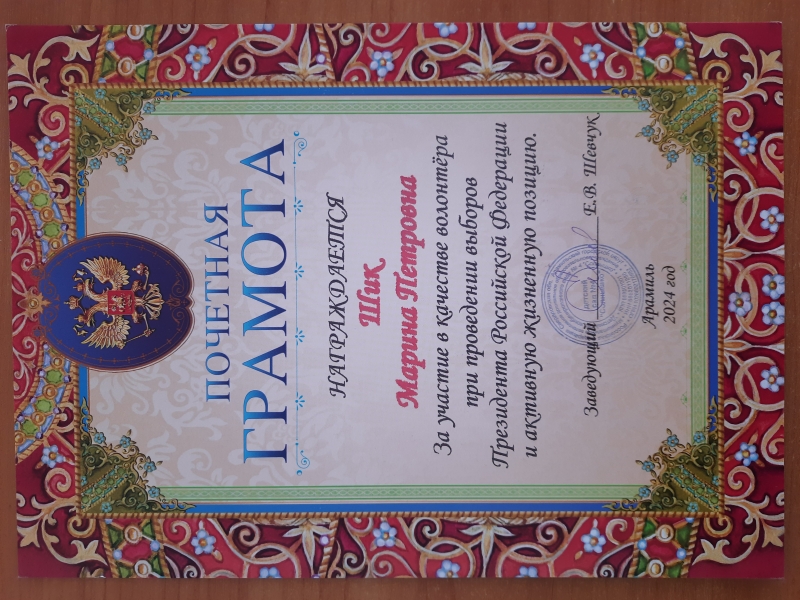 ПОЧЕТНАЯ
ГРАМОТА
НАГРАЖДАЕТСЯ
Шик
Марина Петровна
За участие в качестве волонтёра
при проведении выборов
Президента Российской Федерации
и активную жизненную позицию.
Заведующий Е.В. Шевчук
Арамиль
2024 год